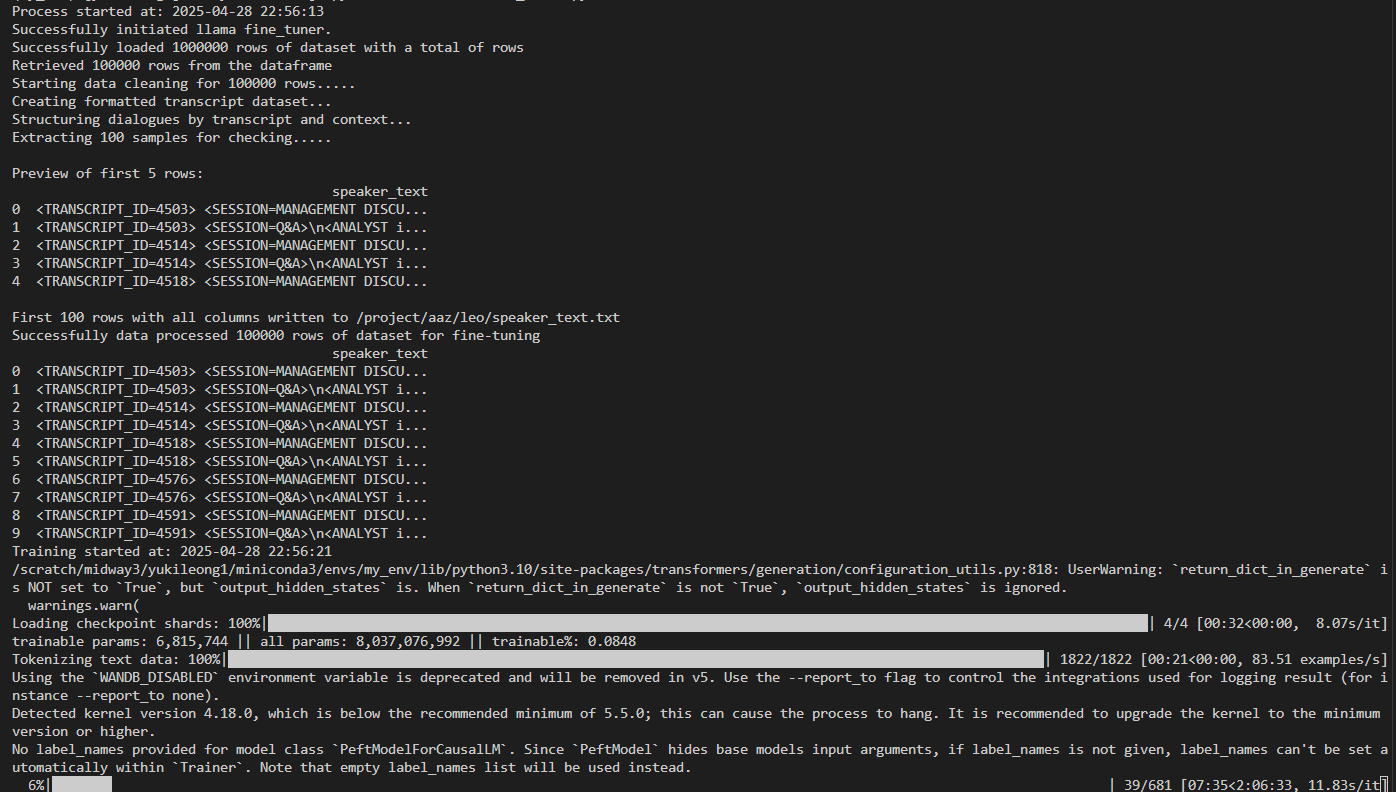 Process started at: 2025-04-28 22:56:13
Successfully initiated llama fine_tuner.
Successfully loaded 1000000 rows of dataset with a total of rows
Retrieved 100000 rows from the dataframe
Starting data cleaning for 100000 rows.....
Creating formatted transcript dataset...
Structuring dialogues by transcript and context...
Extracting 100 samples for checking.....
Preview of first 5 rows:
speaker_text
0  <TRANSCRIPT_ID=4503> <SESSION=MANAGEMENT DISCU...
1  <TRANSCRIPT_ID=4503> <SESSION=Q&A>\n<ANALYST i...
2  <TRANSCRIPT_ID=4514> <SESSION=MANAGEMENT DISCU...
3  <TRANSCRIPT_ID=4514> <SESSION=Q&A>\n<ANALYST i...
4  <TRANSCRIPT_ID=4518> <SESSION=MANAGEMENT DISCU...
First 100 rows with all columns written to /project/aaz/leo/speaker_text.txt
Successfully data processed 100000 rows of dataset for fine-tuning
speaker_text
0  <TRANSCRIPT_ID=4503> <SESSION=MANAGEMENT DISCU...
1  <TRANSCRIPT_ID=4503> <SESSION=Q&A>\n<ANALYST i...
2  <TRANSCRIPT_ID=4514> <SESSION=MANAGEMENT DISCU...
3  <TRANSCRIPT_ID=4514> <SESSION=Q&A>\n<ANALYST i...
4  <TRANSCRIPT_ID=4518> <SESSION=MANAGEMENT DISCU...
5  <TRANSCRIPT_ID=4518> <SESSION=Q&A>\n<ANALYST i...
6  <TRANSCRIPT_ID=4576> <SESSION=MANAGEMENT DISCU...
7  <TRANSCRIPT_ID=4576> <SESSION=Q&A>\n<ANALYST i...
8  <TRANSCRIPT_ID=4591> <SESSION=MANAGEMENT DISCU...
9  <TRANSCRIPT_ID=4591> <SESSION=Q&A>\n<ANALYST i...
Training started at: 2025-04-28 22:56:21
/scratch/midway3/yukileong1/miniconda3/envs/my_env/lib/python3.10/site-packages/transformers/generation/configuration_utils.py:818: UserWarning: `return_dict_in_generate` i
s NOT set to `True`, but `output_hidden_states` is. When `return_dict_in_generate` is not `True`, `output_hidden_states` is ignored.
  warnings.warn(
Loading checkpoint shards: 100%| | 4/4 [00:32<00:00,  8.07s/it]
trainable params: 6,815,744 || all params: 8,037,076,992 || trainable%: 0.0848
Tokenizing text data: 100%| | 1822/1822 [00:21<00:00, 83.51 examples/s]
Using the `WANDB_DISABLED` environment variable is deprecated and will be removed in v5. Use the --report_to flag to control the integrations used for logging result (for i
nstance --report_to none).
Detected kernel version 4.18.0, which is below the recommended minimum of 5.5.0; this can cause the process to hang. It is recommended to upgrade the kernel to the minimum
version or higher.
No label_names provided for model class `PeftModelForCausalLM`. Since `PeftModel` hides base models input arguments, if label_names is not given, label_names can't be set a
utomatically within `Trainer`. Note that empty label_names list will be used instead.
  6%| | 39/681 [07:35<2:06:33, 11.83s/it]